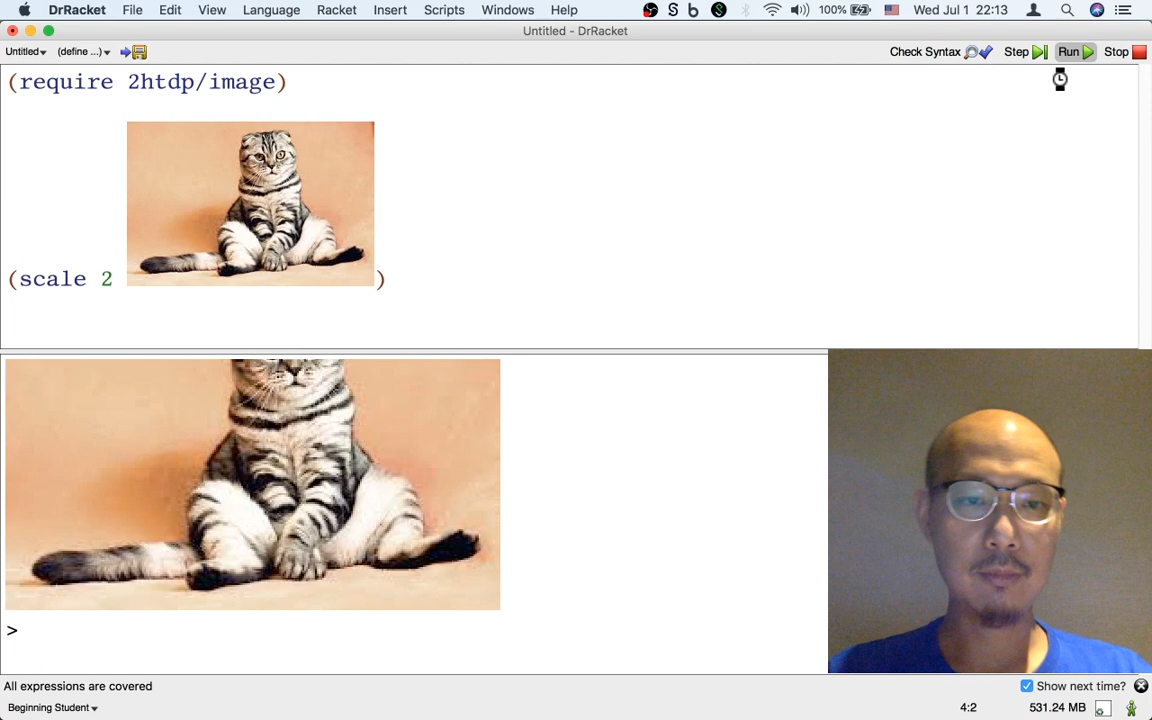 DrRacket File Edit View Language Racket Insert Scripts Windows Help 100% Wed Jul 1 22:13
Untitled - DrRacket
Untitled (define ...) Check Syntax Step Run Stop
(require 2htdp/image)
(scale 2 )
>
All expressions are covered Show next time?
Beginning Student 4:2 531.24 MB